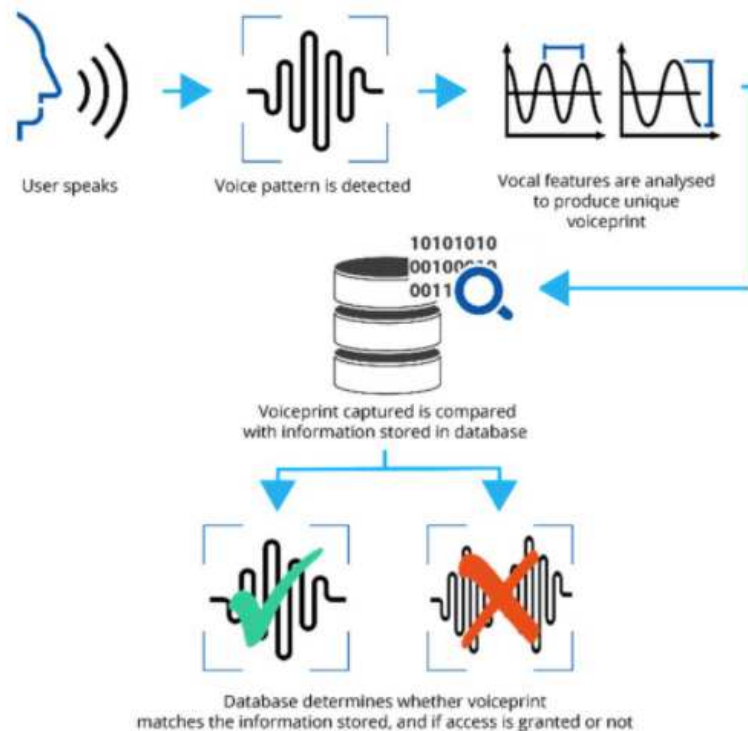 User speaks
Voice pattern is detected
Vocal features are analysed
to produce unique
voiceprint
10101010
0010
0011
Voiceprint captured is compared
with information stored in database
Database determines whether voiceprint
matches the information stored, and if access is granted or not